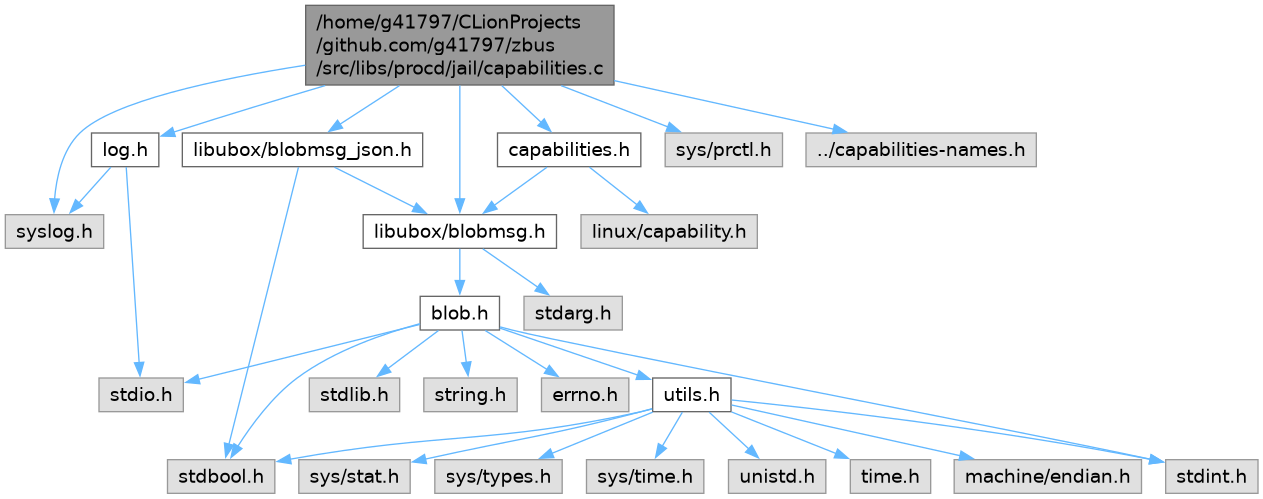 /home/g41797/CLionProjects
/github.com/g41797/zbus
/src/libs/procd/jail/capabilities.c
log.h
libubox/blobmsg_json.h
capabilities.h
sys/prctl.h
../capabilities-names.h
syslog.h
libubox/blobmsg.h
linux/capability.h
blob.h
stdarg.h
stdio.h
stdlib.h
string.h
errno.h
utils.h
stdbool.h
sys/stat.h
sys/types.h
sys/time.h
unistd.h
time.h
machine/endian.h
stdint.h